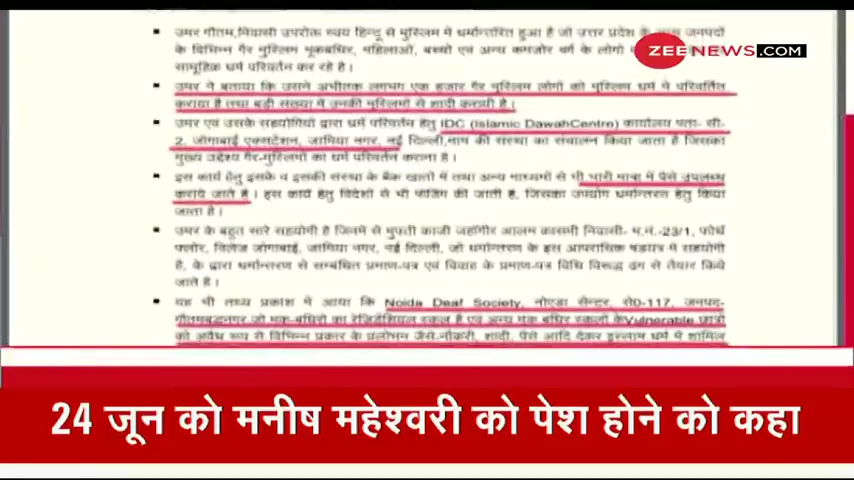 उमर गौतम,निवासी उपरोक्त स्वयं हिन्दू से मुस्लिम में धर्मान्तरित हुआ है जो उत्तर प्रदेश के
ZEENEWS.COM
के विभिन्न गैर मुस्लिम मूकबधिर, महिलाओं, बच्चों एवं अन्य कमजोर वर्ग के लोगों
सामूहिक धर्म परिवर्तन कर रहे है।
उमर ने बताया कि उसने अभीतक लगभग एक हजार गैर मुस्लिम लोगों को मुस्लिम धर्म में परिवर्तित
कराया है तथा बड़ी संख्या में उनकी मुस्लिमों से शादी करायी है।
उमर एवं उसके सहयोगियों द्वारा धर्म परिवर्तन हेतु IDC (Islamic DawahCentre) कार्यालय पता- सी-
2, जोगाबाई एक्सटेंशन, जामिया नगर, नई दिल्ली,नाम की संस्था का संचालन किया जाता है जिसका
मुख्य उद्देश्य गैर-मुस्लिमों का धर्म परिवर्तन कराना है।
इस कार्य हेतु इसके व इसकी संस्था के बैंक खातों में तथा अन्य माध्यमों से भी भारी मात्रा में पैसे उपलब्ध
कराये जाते है। इस कार्य हेतु विदेशों से भी फंडिंग की जाती है, जिसका उपयोग धर्मान्तरण हेतु किया
जाता है।
उमर के बहुत सारे सहयोगी है जिनमें से मुफ्ती काजी जहाँगीर आलम कासमी निवासी- म.नं.-23/1, फोर्थ
फ्लोर, विलेज जोगाबाई, जामिया नगर, नई दिल्ली, जो धर्मान्तरण के इस आपराधिक षडयंत्र में सहयोगी
है, के द्वारा धर्मान्तरण से सम्बंधित प्रमाण-पत्र एवं विवाह के प्रमाण-पत्र विधि विरूद्ध ढंग से तैयार किये
जाते है।
यह भी तथ्य प्रकाश में आया कि Noida Deaf Society, नोएडा सेन्टर, से0-117, जनपद-
गौतमबुद्धनगर जो मूक-बधिरों का रेजिडेंशियल स्कूल है एवं अन्य मूक बधिर स्कूलों के Vulnerable छात्रों
को अवैध रूप से विभिन्न प्रकार के प्रलोभन जैसे-नौकरी, शादी, पैसे आदि देकर इस्लाम धर्म में शामिल
24 जून को मनीष महेश्वरी को पेश होने को कहा